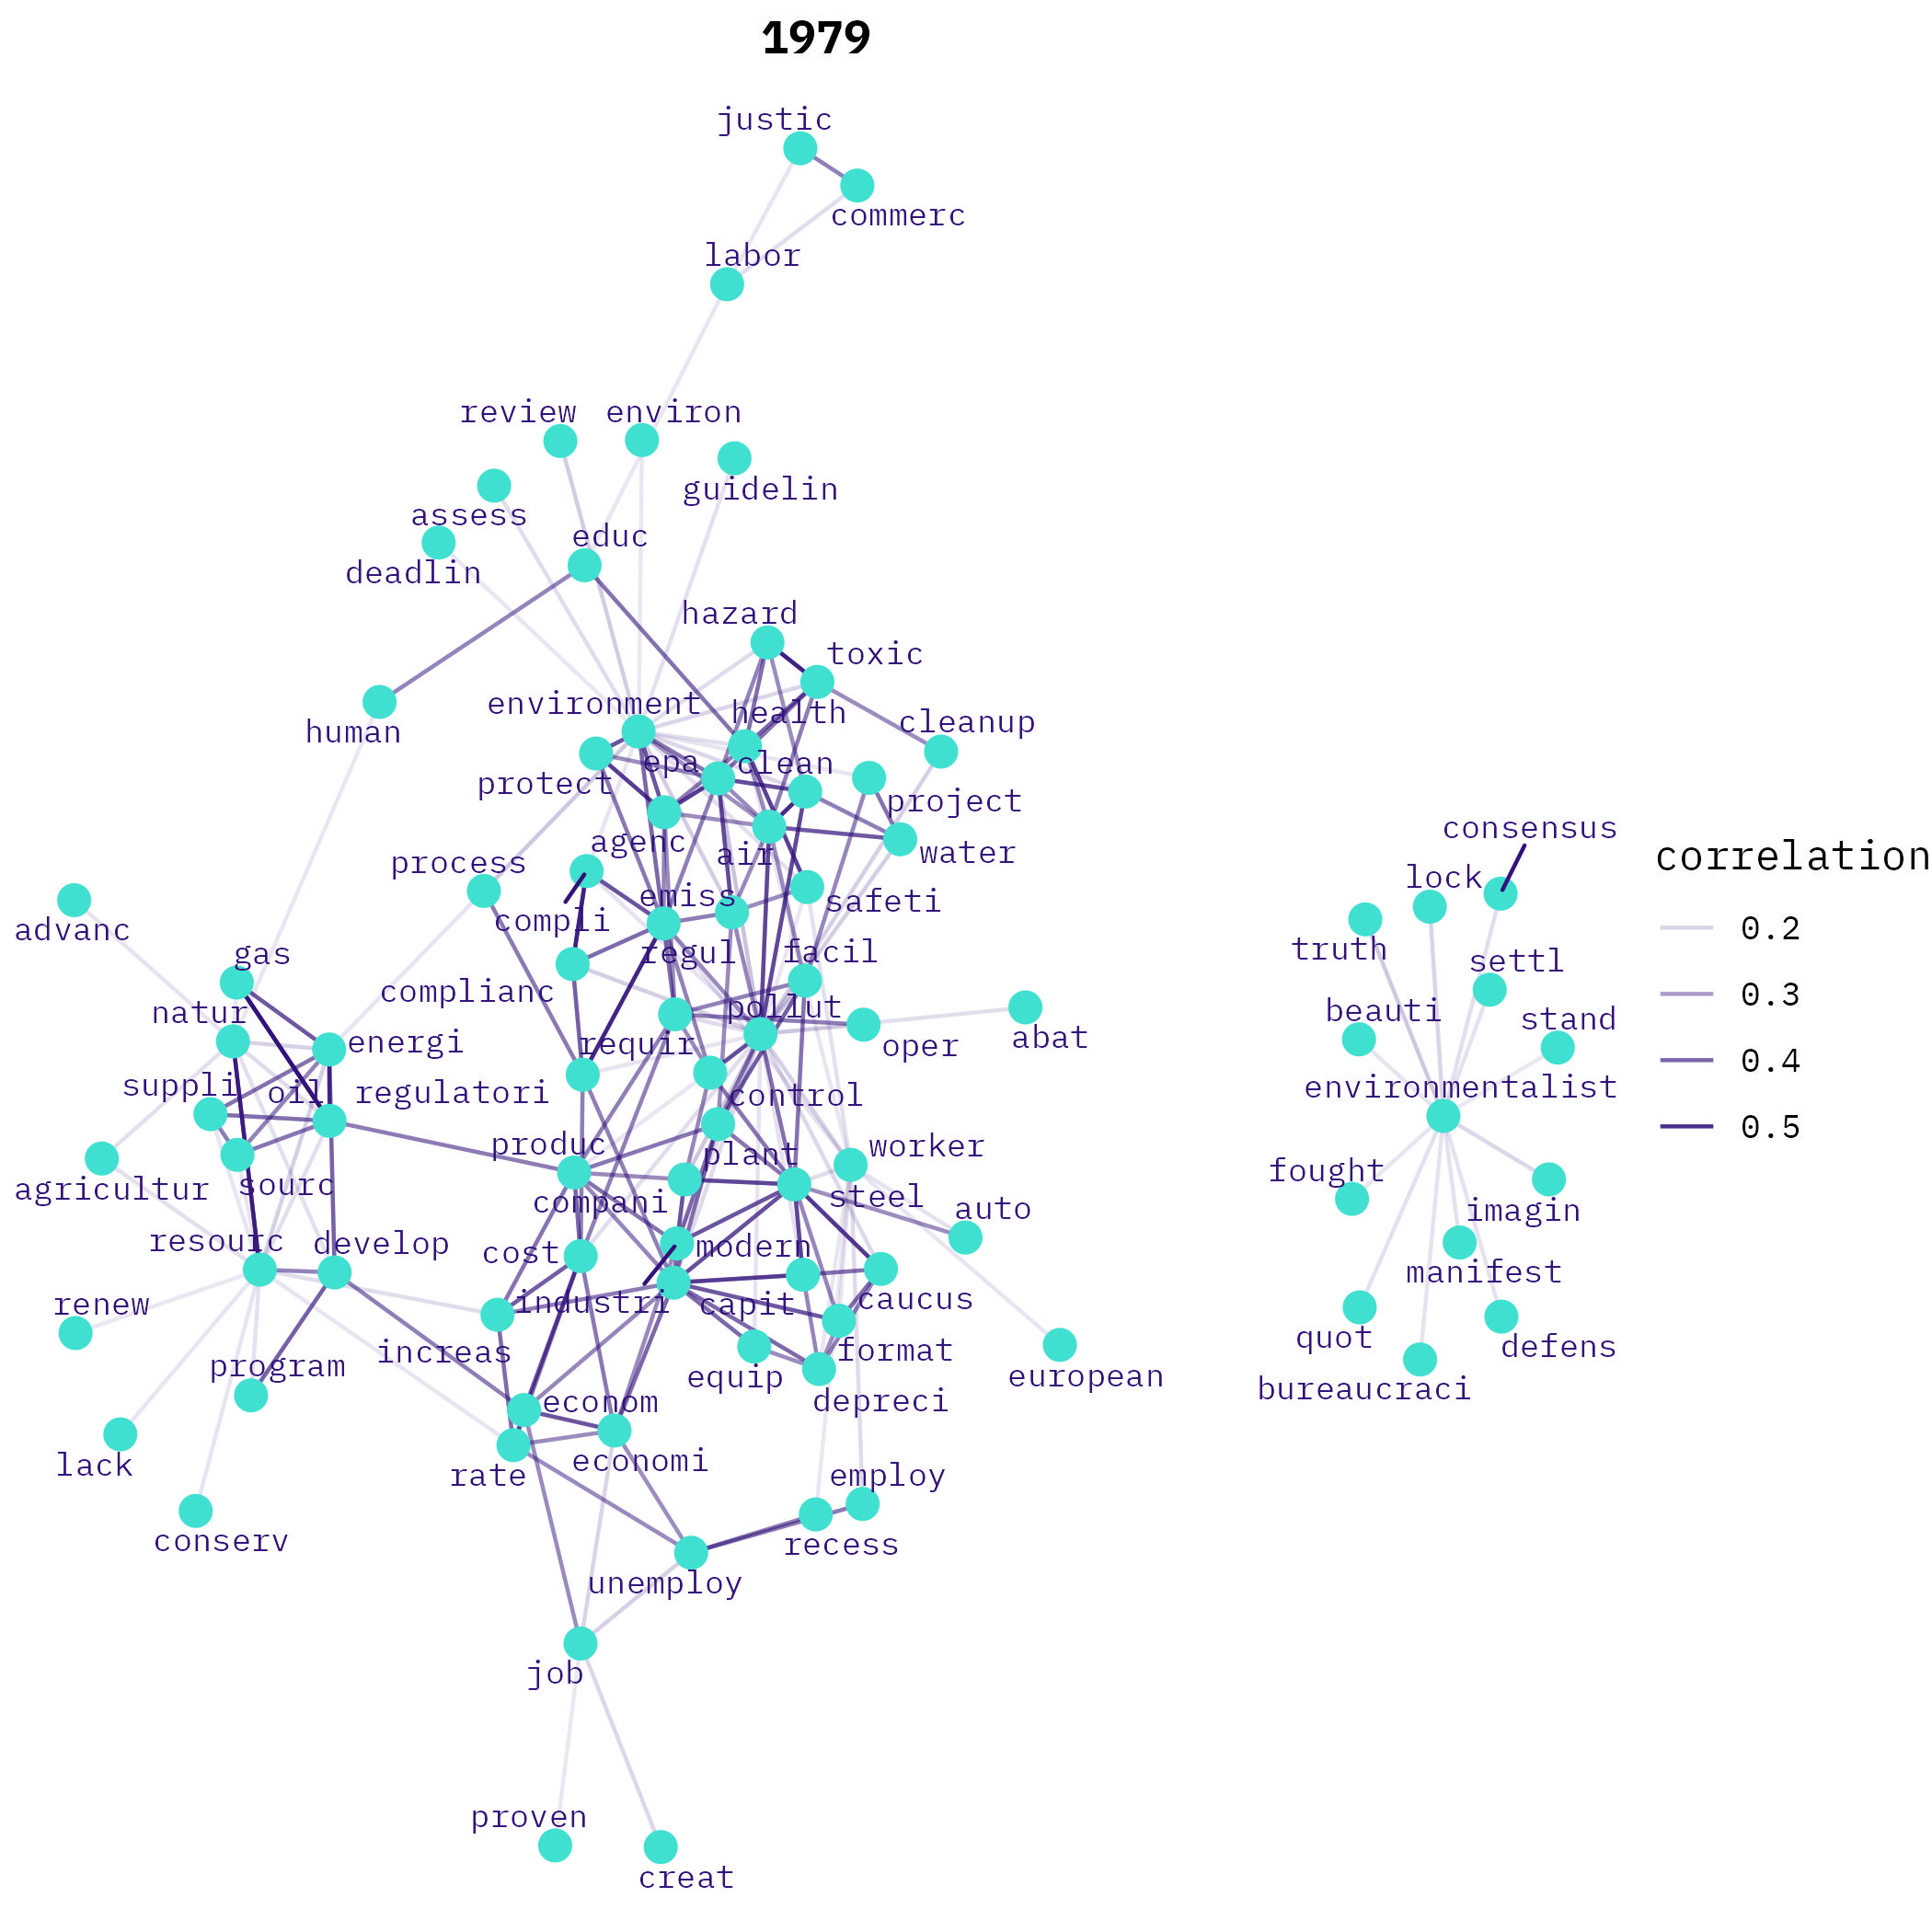 1979
justic
commerc
labor
review
environ
guidelin
assess
educ
deadlin
hazard
toxic
environment
health
cleanup
human
epa
clean
protect
project
agenc
air
water
consensus
process
lock
emiss
safeti
compli
advanc
gas
regul
facil
truth
settl
complianc
natur
pollut
beauti
stand
energi
requir
oper
abat
suppli
oil
regulatori
control
environmentalist
produc
plant
worker
agricultur
sourc
compani
steel
auto
fought
imagin
resourc
develop
cost
modern
manifest
renew
industri
capit
caucus
increas
format
quot
defens
program
equip
european
econom
depreci
bureaucraci
lack
rate
economi
employ
conserv
recess
unemploy
job
proven
creat
correlation
0.2
0.3
0.4
0.5